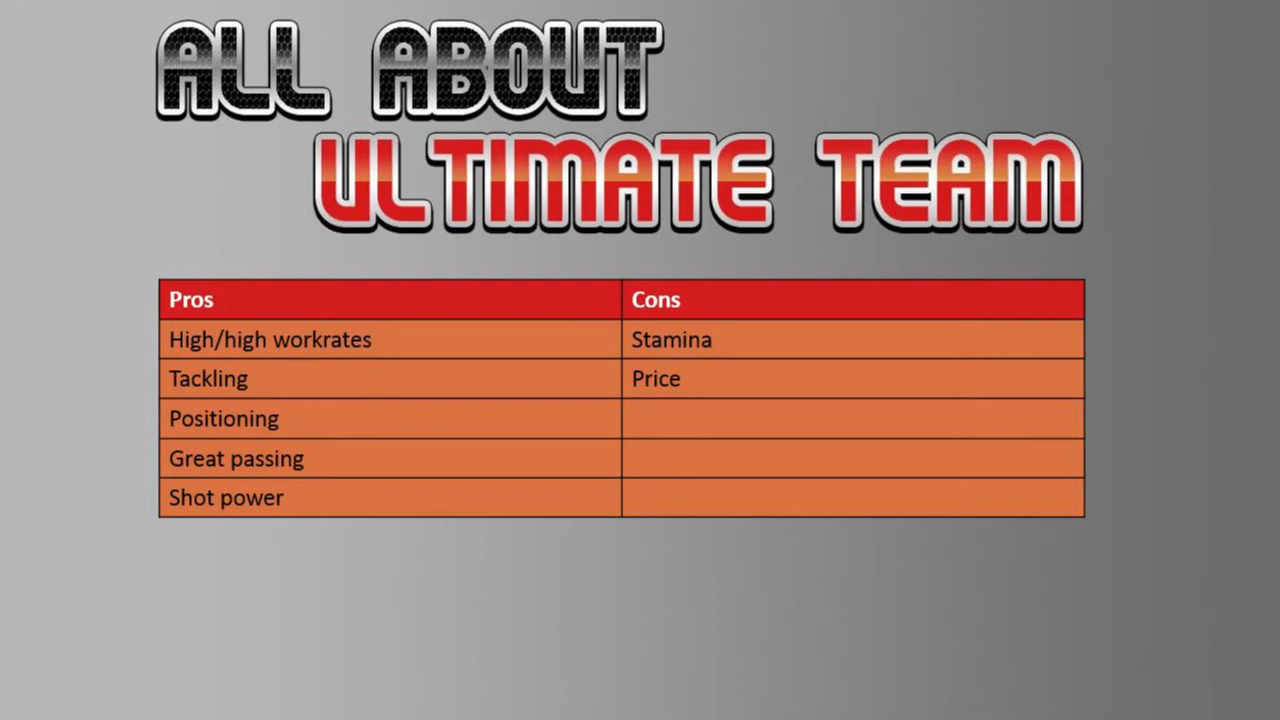 ALL ABOUT
ULTIMATE TEAM
Pros Cons
High/high workrates Stamina
Tackling Price
Positioning
Great passing
Shot power